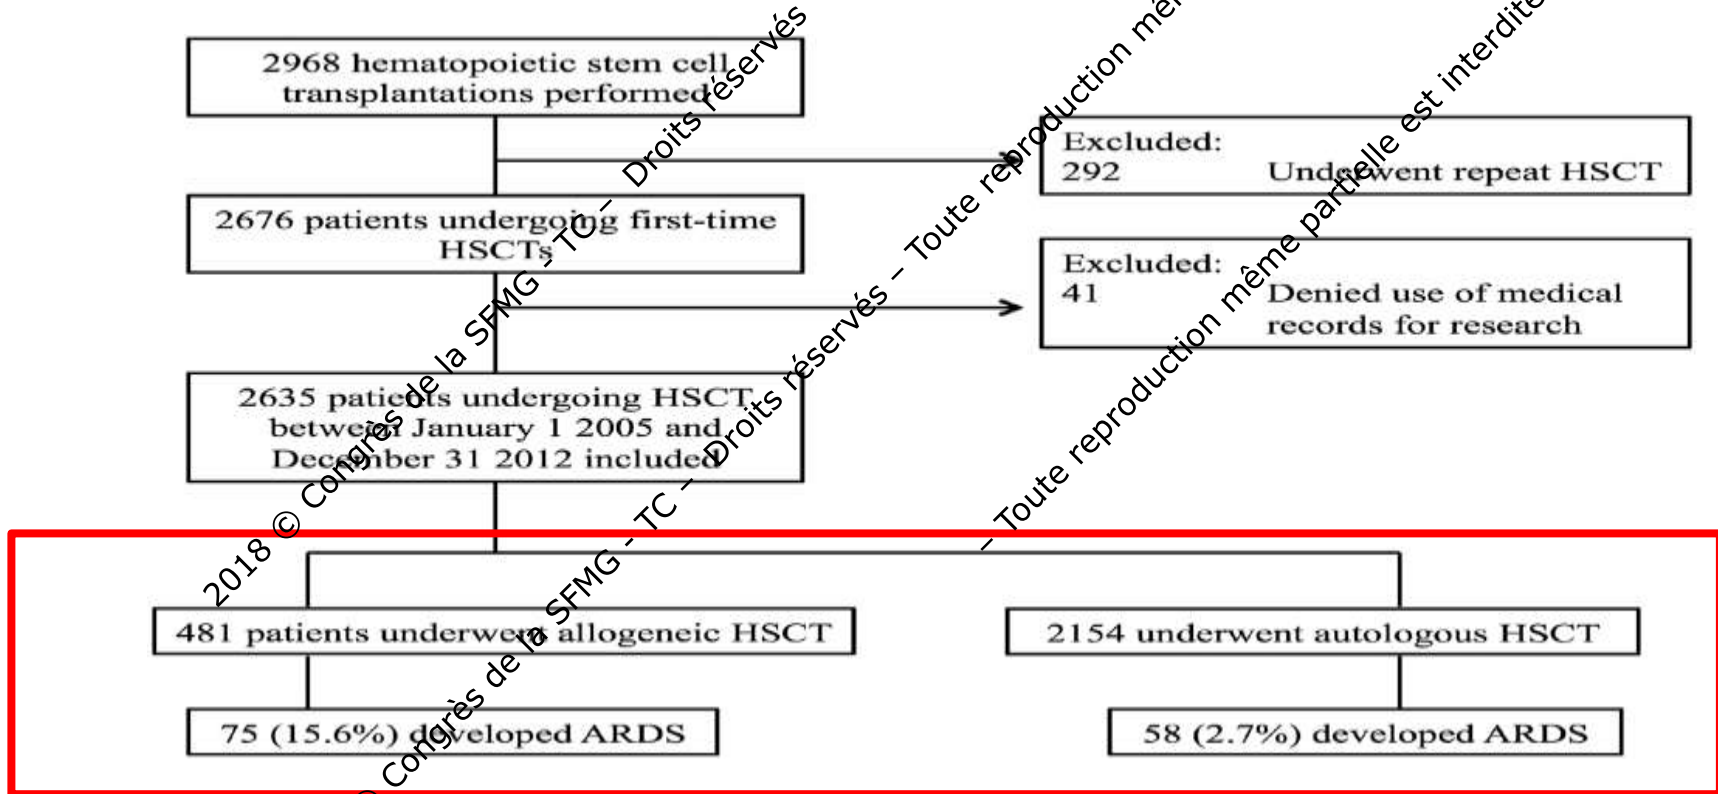 2968 hematopoietic stem cell
transplantations performed
Excluded:
292 Underwent repeat HSCT
2676 patients undergoing first-time
HSCTs
Excluded:
41 Denied use of medical
records for research
2635 patients undergoing HSCT
between January 1 2005 and
December 31 2012 included
481 patients underwent allogeneic HSCT
2154 underwent autologous HSCT
75 (15.6%) developed ARDS
58 (2.7%) developed ARDS
2018 © Congrès de la SFMG - TC – Droits réservés
© Congrès de la SFMG - TC – Droits réservés – Toute reproduction
– Toute reproduction même partielle est interdite